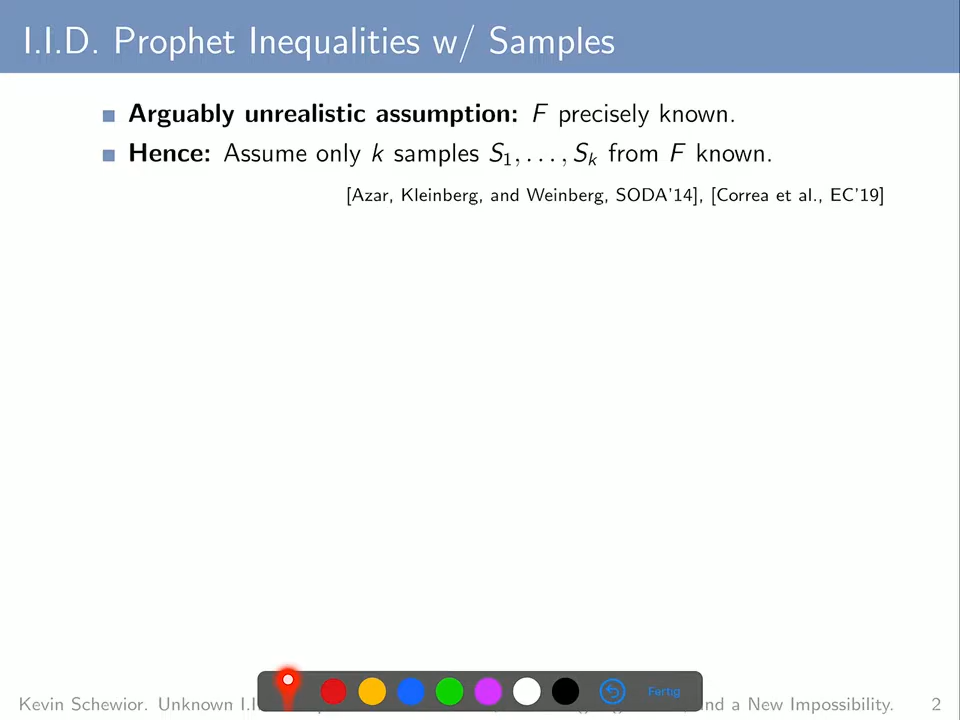 I.I.D. Prophet Inequalities w/ Samples
Arguably unrealistic assumption: F precisely known.
Hence: Assume only k samples S₁, . . . , Sₖ from F known.
[Azar, Kleinberg, and Weinberg, SODA'14], [Correa et al., EC'19]
Fertig
Kevin Schewior. Unknown I.I and a New Impossibility. 2